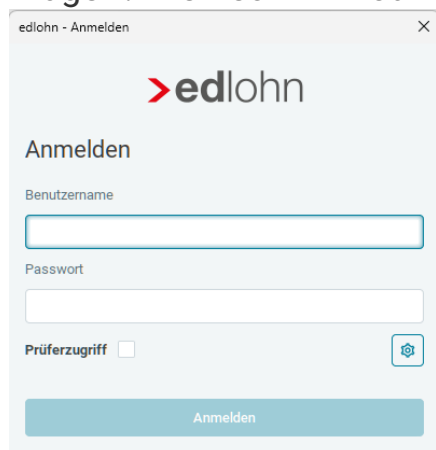 edlohn - Anmelden
>edlohn
Anmelden
Benutzername
Passwort
Prüferzugriff
Anmelden